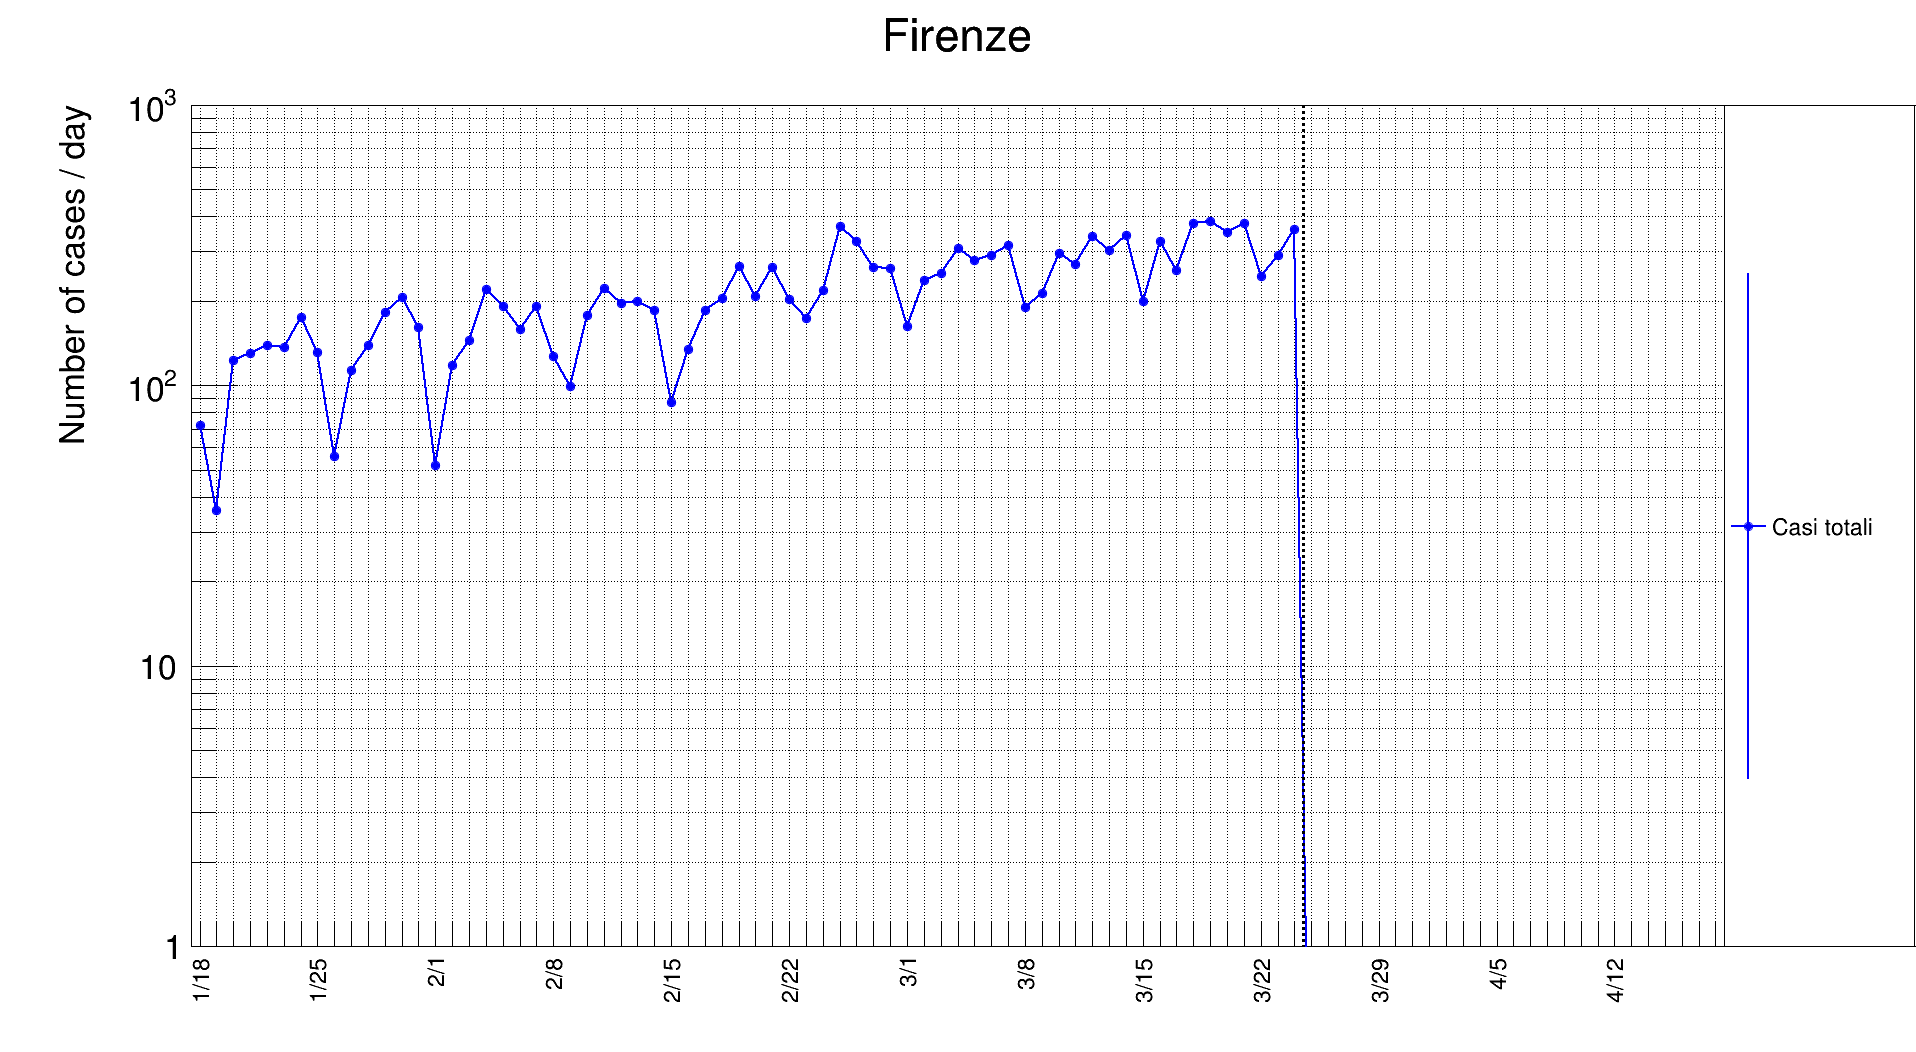 Firenze
Number of cases / day
10³
10²
10
1
1/18 1/25 2/1 2/8 2/15 2/22 3/1 3/8 3/15 3/22 3/29 4/5 4/12
Casi totali